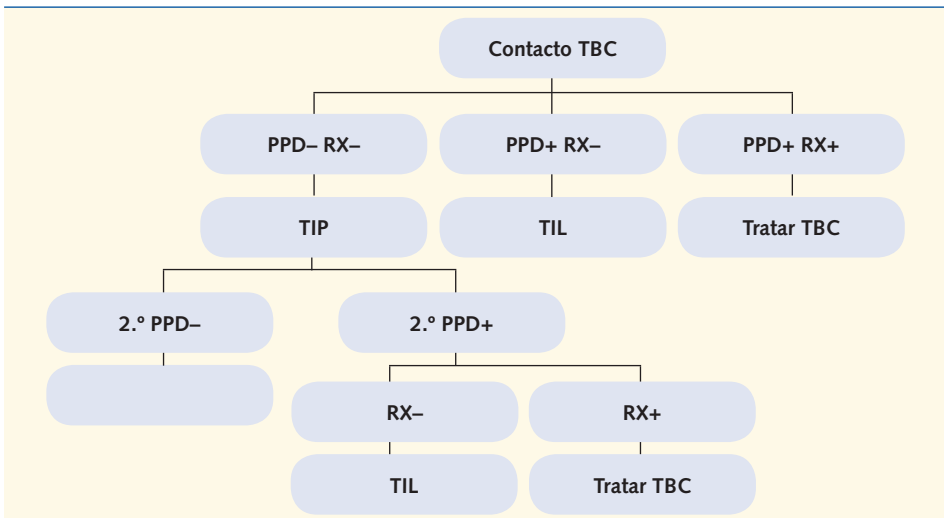 Contacto TBC
PPD– RX–
PPD+ RX–
PPD+ RX+
TIP
TIL
Tratar TBC
2.º PPD–
2.º PPD+
RX–
RX+
TIL
Tratar TBC